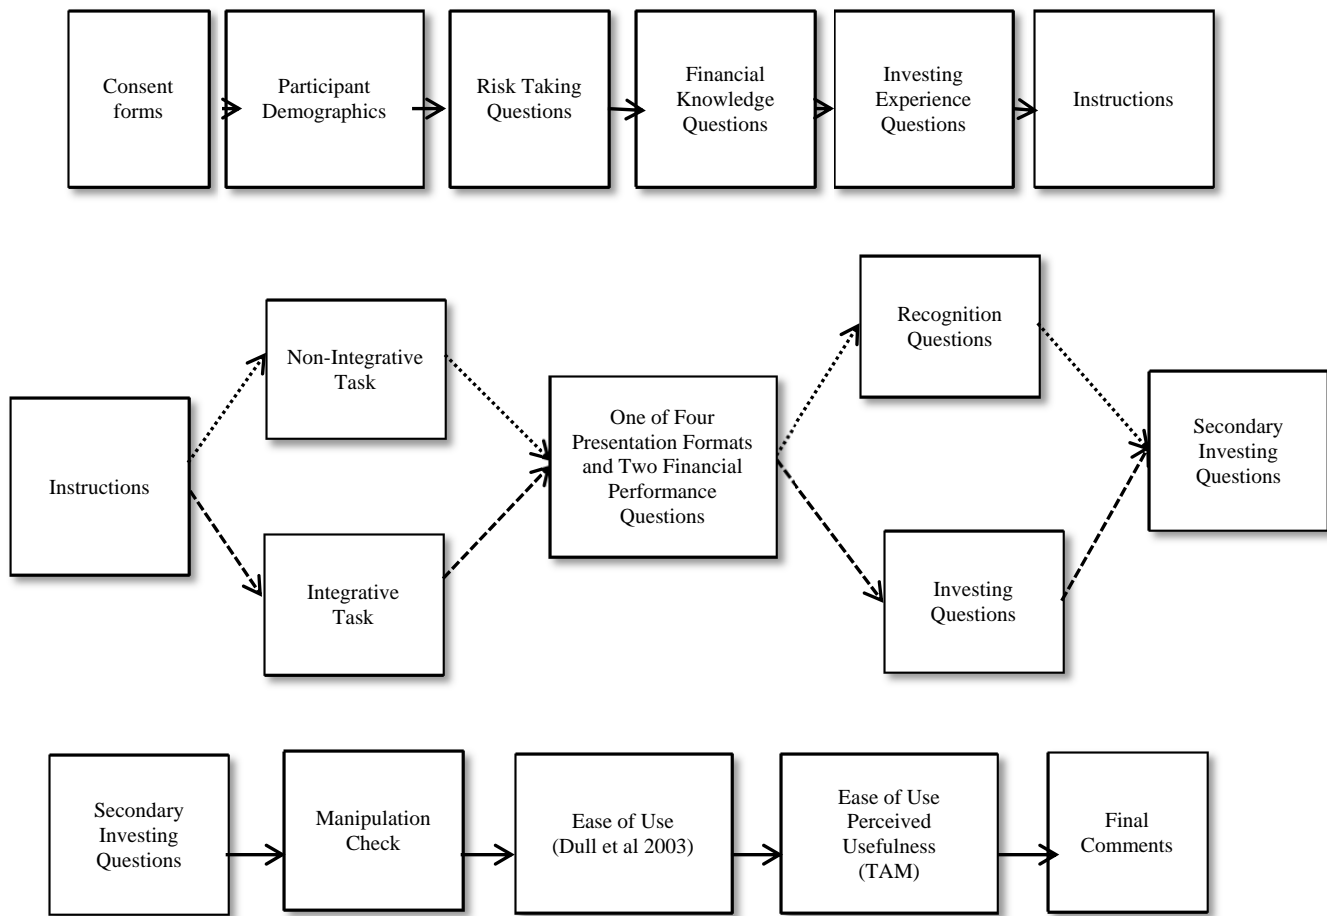 Consent
forms
Participant
Demographics
Risk Taking
Questions
Financial
Knowledge
Questions
Investing
Experience
Questions
Instructions
Instructions
Non-Integrative
Task
Integrative
Task
One of Four
Presentation Formats
and Two Financial
Performance
Questions
Recognition
Questions
Investing
Questions
Secondary
Investing
Questions
Secondary
Investing
Questions
Manipulation
Check
Ease of Use
(Dull et al 2003)
Ease of Use
Perceived
Usefulness
(TAM)
Final
Comments